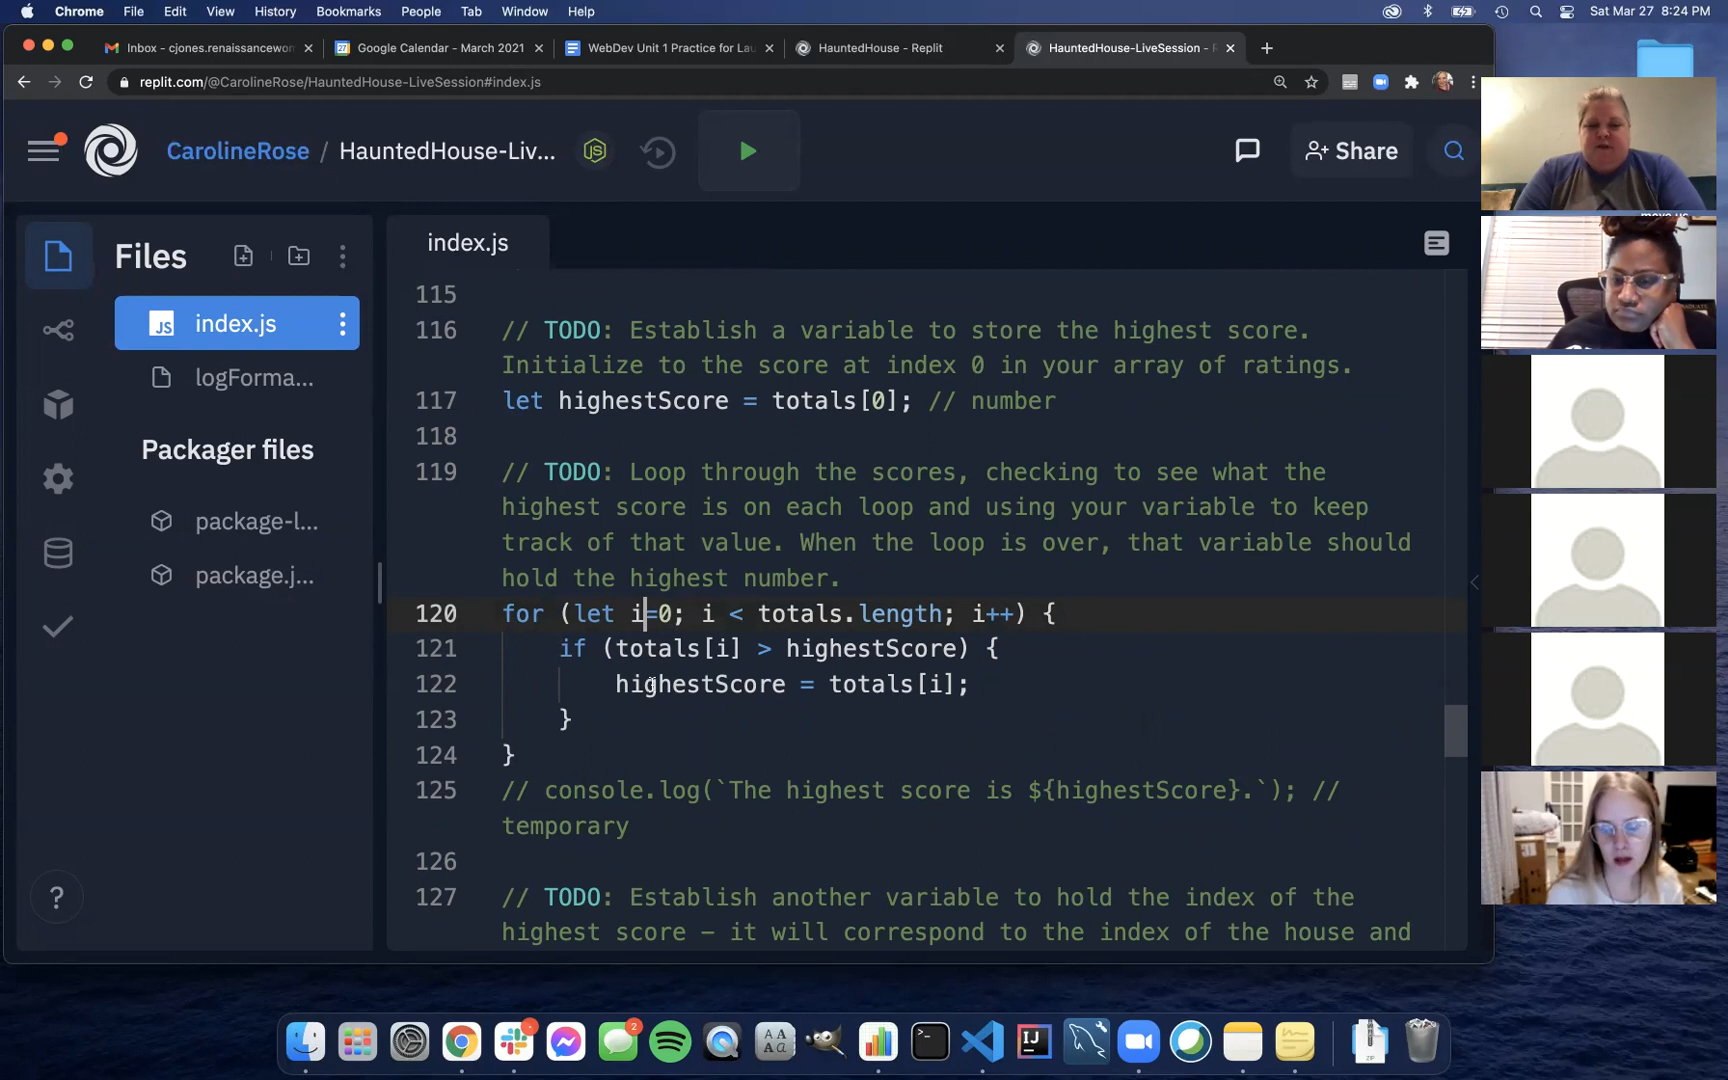 Chrome File Edit View History Bookmarks People Tab Window Help Sat Mar 27 8:24 PM
Inbox - cjones.renaissancewon Google Calendar - March 2021 WebDev Unit 1 Practice for Lau HauntedHouse - Replit HauntedHouse-LiveSession - R
replit.com/@CarolineRose/HauntedHouse-LiveSession#index.js
CarolineRose / HauntedHouse-Liv... Share
Files
index.js
logForma...
Packager files
package-l...
package.j...
index.js
115
116 // TODO: Establish a variable to store the highest score.
Initialize to the score at index 0 in your array of ratings.
117 let highestScore = totals[0]; // number
118
119 // TODO: Loop through the scores, checking to see what the
highest score is on each loop and using your variable to keep
track of that value. When the loop is over, that variable should
hold the highest number.
120 for (let i=0; i < totals.length; i++) {
121 if (totals[i] > highestScore) {
122 highestScore = totals[i];
123 }
124 }
125 // console.log(`The highest score is ${highestScore}.`); //
temporary
126
127 // TODO: Establish another variable to hold the index of the
highest score – it will correspond to the index of the house and